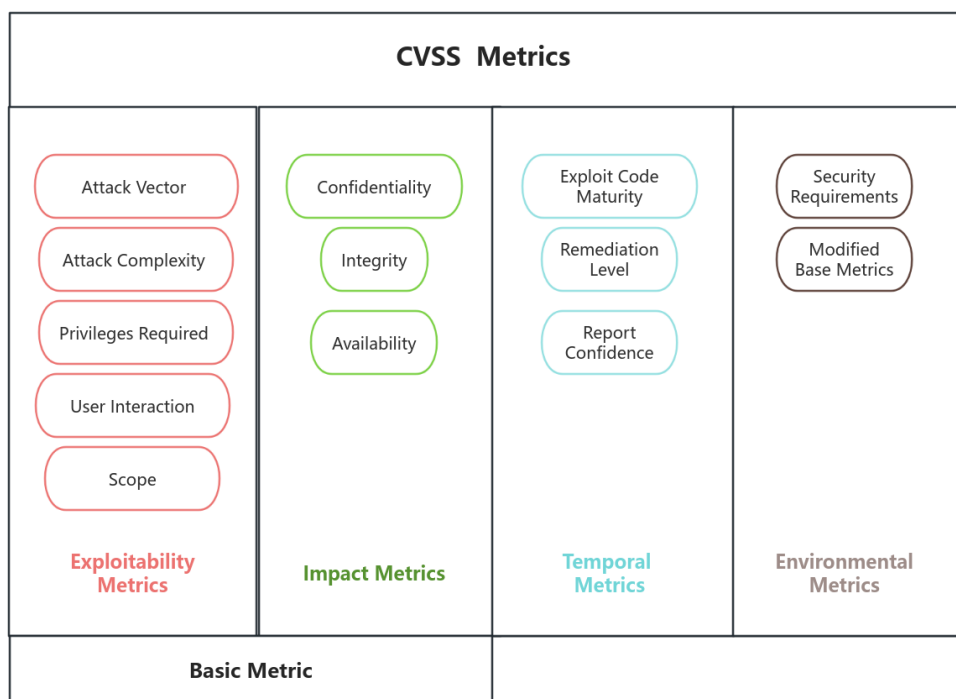 CVSS Metrics
Attack Vector
Attack Complexity
Privileges Required
User Interaction
Scope
Exploitability
Metrics
Confidentiality
Integrity
Availability
Impact Metrics
Exploit Code
Maturity
Remediation
Level
Report
Confidence
Temporal
Metrics
Security
Requirements
Modified
Base Metrics
Environmental
Metrics
Basic Metric